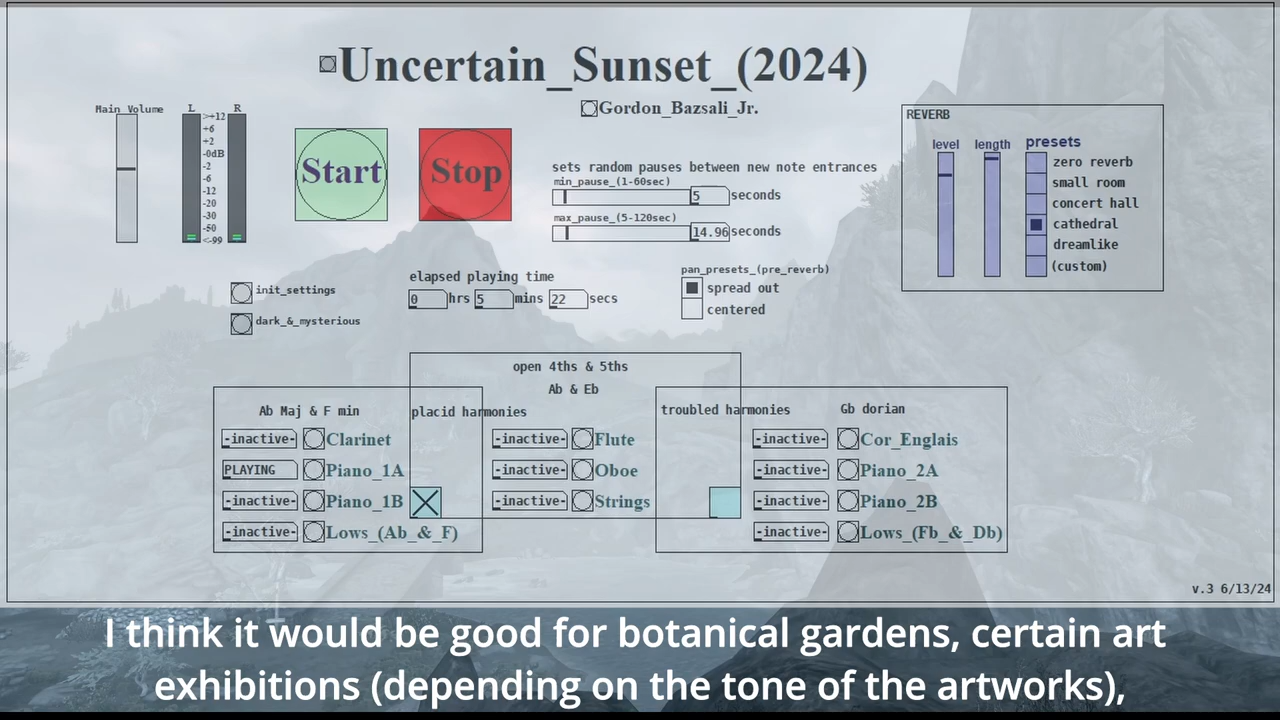 Uncertain_Sunset_(2024)
Gordon_Bazsali_Jr.
Main_Volume
L R
>+12
+6
+2
-0dB
-2
-6
-12
-20
-30
-50
<-99
Start
Stop
sets random pauses between new note entrances
min_pause_(1-60sec)
5 seconds
max_pause_(5-120sec)
14.96 seconds
REVERB
level length presets
zero reverb
small room
concert hall
cathedral
dreamlike
(custom)
init_settings
dark_&_mysterious
elapsed playing time
0 hrs 5 mins 22 secs
pan_presets_(pre_reverb)
spread out
centered
open 4ths & 5ths
Ab & Eb
Ab Maj & F min
placid harmonies
troubled harmonies
Gb dorian
-inactive- Clarinet
PLAYING Piano_1A
-inactive- Piano_1B
-inactive- Lows_(Ab_&_F)
-inactive- Flute
-inactive- Oboe
-inactive- Strings
-inactive- Cor_Englais
-inactive- Piano_2A
-inactive- Piano_2B
-inactive- Lows_(Fb_&_Db)
v.3 6/13/24
I think it would be good for botanical gardens, certain art
exhibitions (depending on the tone of the artworks),